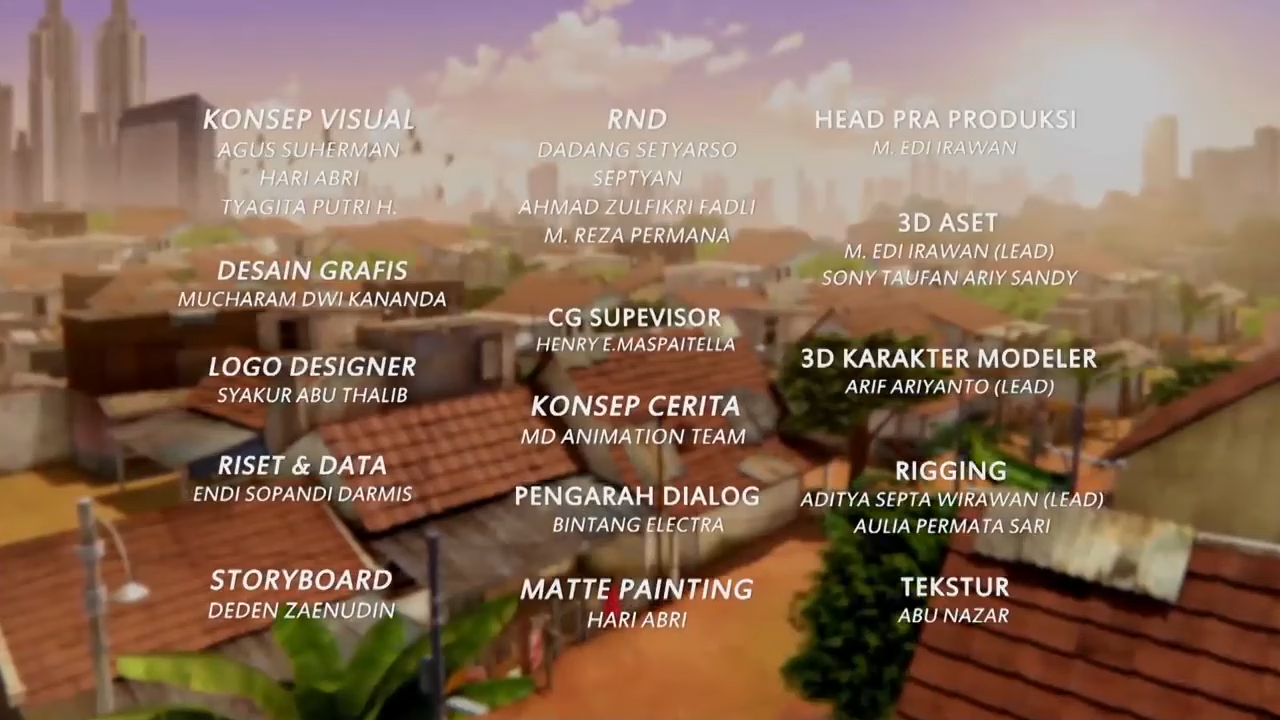 KONSEP VISUAL
AGUS SUHERMAN
HARI ABRI
TYAGITA PUTRI H.
DESAIN GRAFIS
MUCHARAM DWI KANANDA
LOGO DESIGNER
SYAKUR ABU THALIB
RISET & DATA
ENDI SOPANDI DARMIS
STORYBOARD
DEDEN ZAENUDIN
RND
DADANG SETYARSO
SEPTYAN
AHMAD ZULFIKRI FADLI
M. REZA PERMANA
CG SUPEVISOR
HENRY E.MASPAITELLA
KONSEP CERITA
MD ANIMATION TEAM
PENGARAH DIALOG
BINTANG ELECTRA
MATTE PAINTING
HARI ABRI
HEAD PRA PRODUKSI
M. EDI IRAWAN
3D ASET
M. EDI IRAWAN (LEAD)
SONY TAUFAN ARIY SANDY
3D KARAKTER MODELER
ARIF ARIYANTO (LEAD)
RIGGING
ADITYA SEPTA WIRAWAN (LEAD)
AULIA PERMATA SARI
TEKSTUR
ABU NAZAR